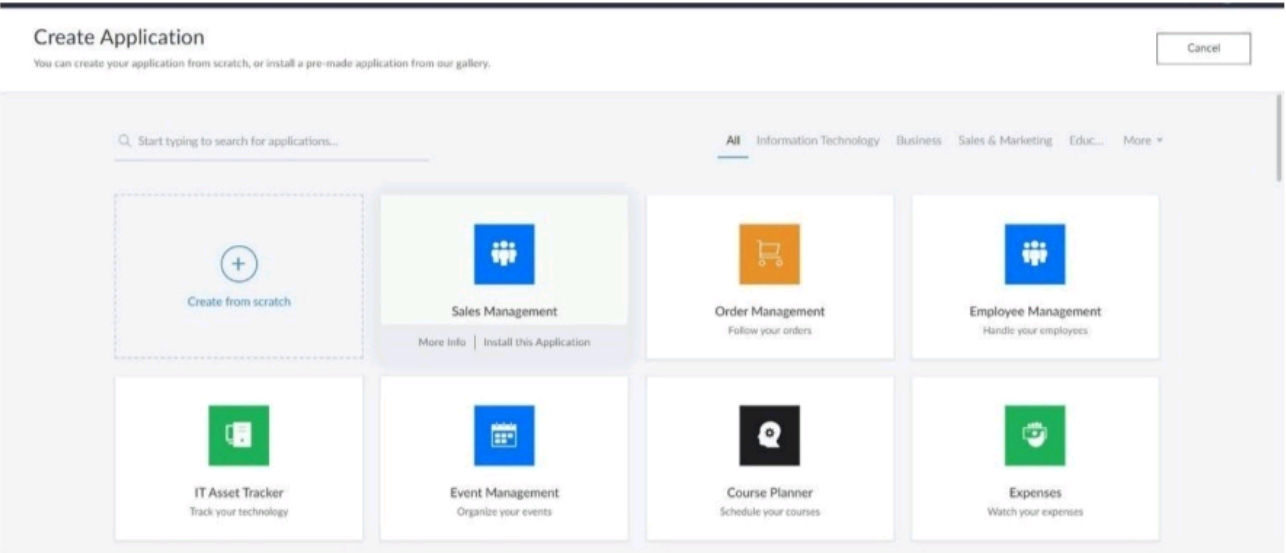 Create Application
Cancel
You can create your application from scratch, or install a pre-made application from our gallery.
Start typing to search for applications...
All Information Technology Business Sales & Marketing Educ... More
Create from scratch
Sales Management
More Info | Install this Application
Order Management
Follow your orders
Employee Management
Handle your employees
IT Asset Tracker
Track your technology
Event Management
Organize your events
Course Planner
Schedule your courses
Expenses
Watch your expenses